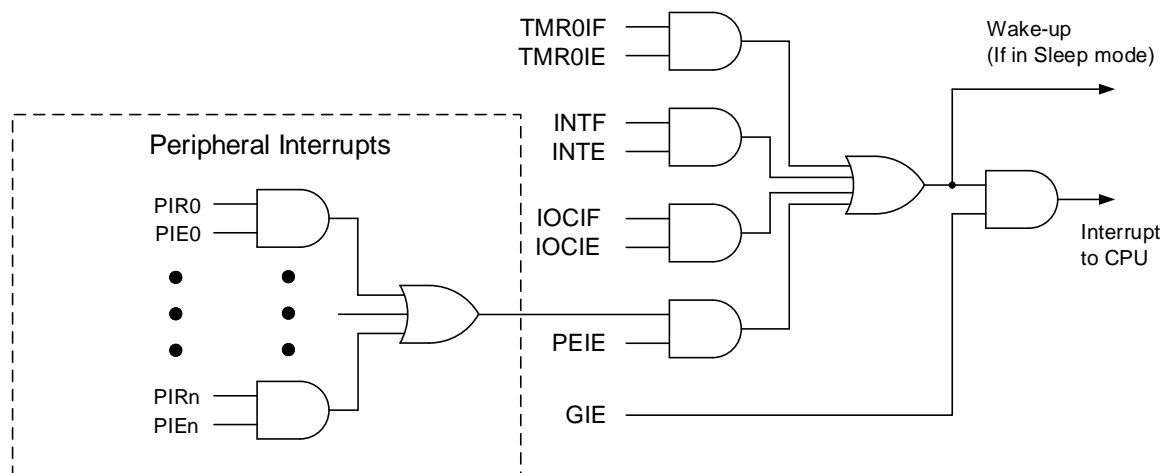 TMR0IF
TMR0IE
Wake-up
(If in Sleep mode)
INTF
INTE
Peripheral Interrupts
PIR0
PIE0
IOCIF
IOCIE
Interrupt
to CPU
PEIE
PIRn
PIEn
GIE